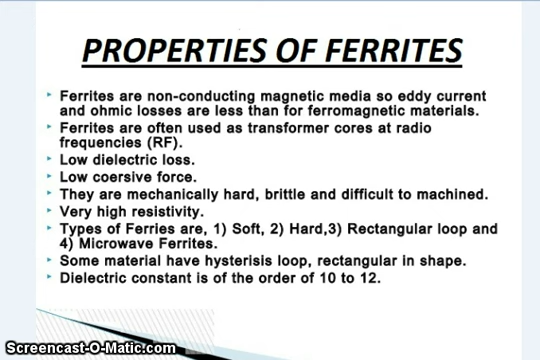 PROPERTIES OF FERRITES
Ferrites are non-conducting magnetic media so eddy current
and ohmic losses are less than for ferromagnetic materials.
Ferrites are often used as transformer cores at radio
frequencies (RF).
Low dielectric loss.
Low coersive force.
They are mechanically hard, brittle and difficult to machined.
Very high resistivity.
Types of Ferries are, 1) Soft, 2) Hard,3) Rectangular loop and
4) Microwave Ferrites.
Some material have hysterisis loop, rectangular in shape.
Dielectric constant is of the order of 10 to 12.
Screencast-O-Matic.com